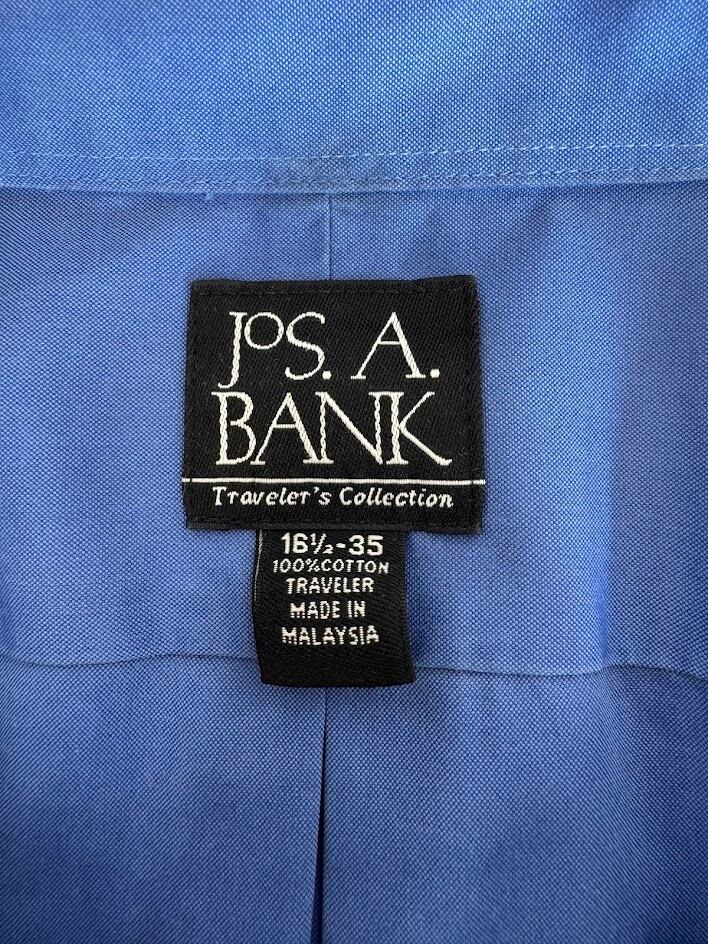 JoS. A.
BANK
Traveler's Collection
16½-35
100%COTTON
TRAVELER
MADE IN
MALAYSIA